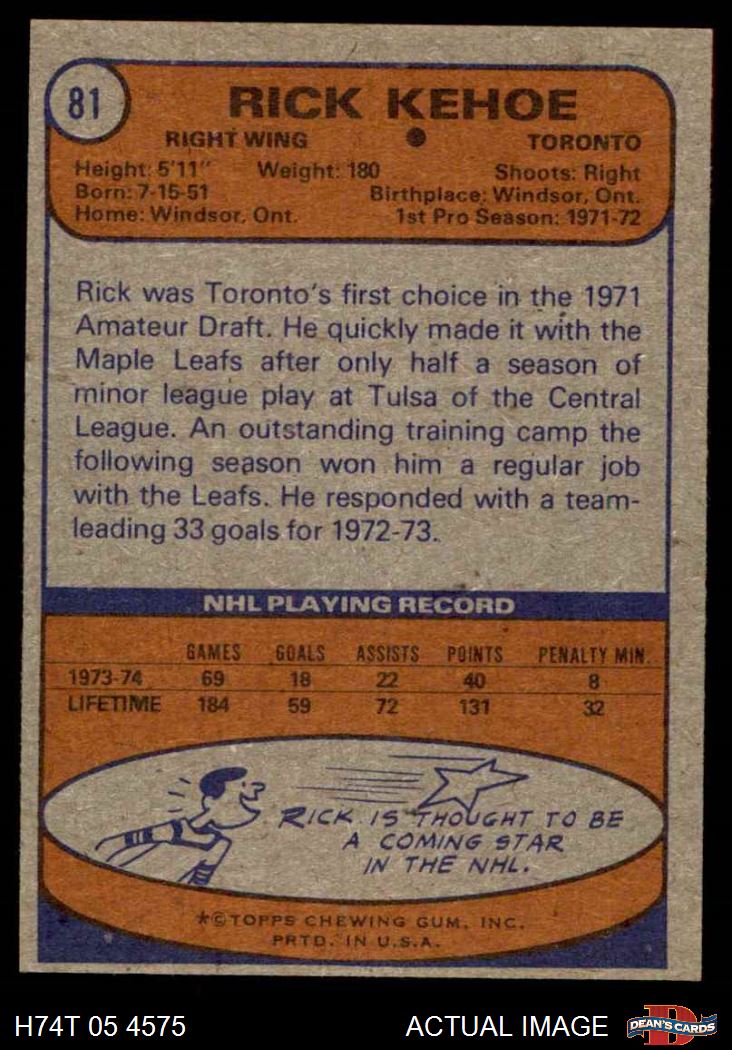 81
RICK KEHOE
RIGHT WING TORONTO
Height: 5'11" Weight: 180 Shoots: Right
Born: 7-15-51 Birthplace: Windsor, Ont.
Home: Windsor, Ont. 1st Pro Season: 1971-72
Rick was Toronto's first choice in the 1971
Amateur Draft. He quickly made it with the
Maple Leafs after only half a season of
minor league play at Tulsa of the Central
League. An outstanding training camp the
following season won him a regular job
with the Leafs. He responded with a team-
leading 33 goals for 1972-73.
NHL PLAYING RECORD
GAMES GOALS ASSISTS POINTS PENALTY MIN.
1973-74 69 18 22 40 8
LIFETIME 184 59 72 131 32
RICK IS THOUGHT TO BE
A COMING STAR
IN THE NHL.
*©TOPPS CHEWING GUM, INC.
PRTD. IN U.S.A.
H74T 05 4575 ACTUAL IMAGE D DEAN'S CARDS